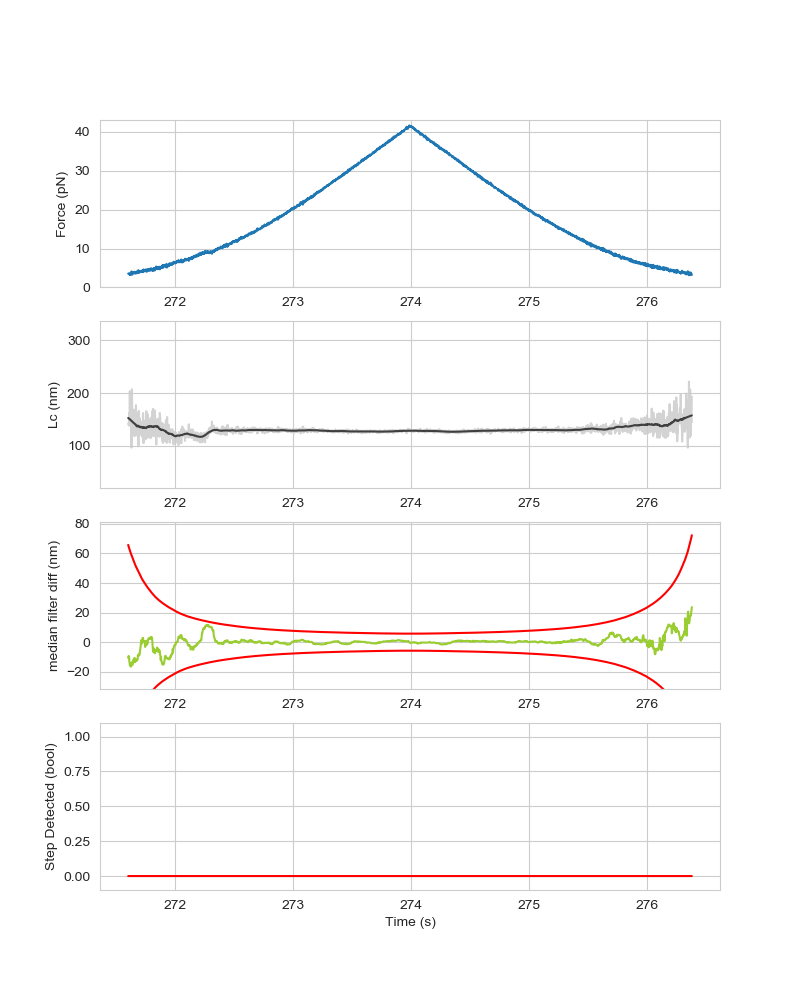 Force (pN)
40
30
20
10
0
272 273 274 275 276
Lc (nm)
300
200
100
272 273 274 275 276
median filter diff (nm)
80
60
40
20
0
−20
272 273 274 275 276
Step Detected (bool)
1.00
0.75
0.50
0.25
0.00
272 273 274 275 276
Time (s)